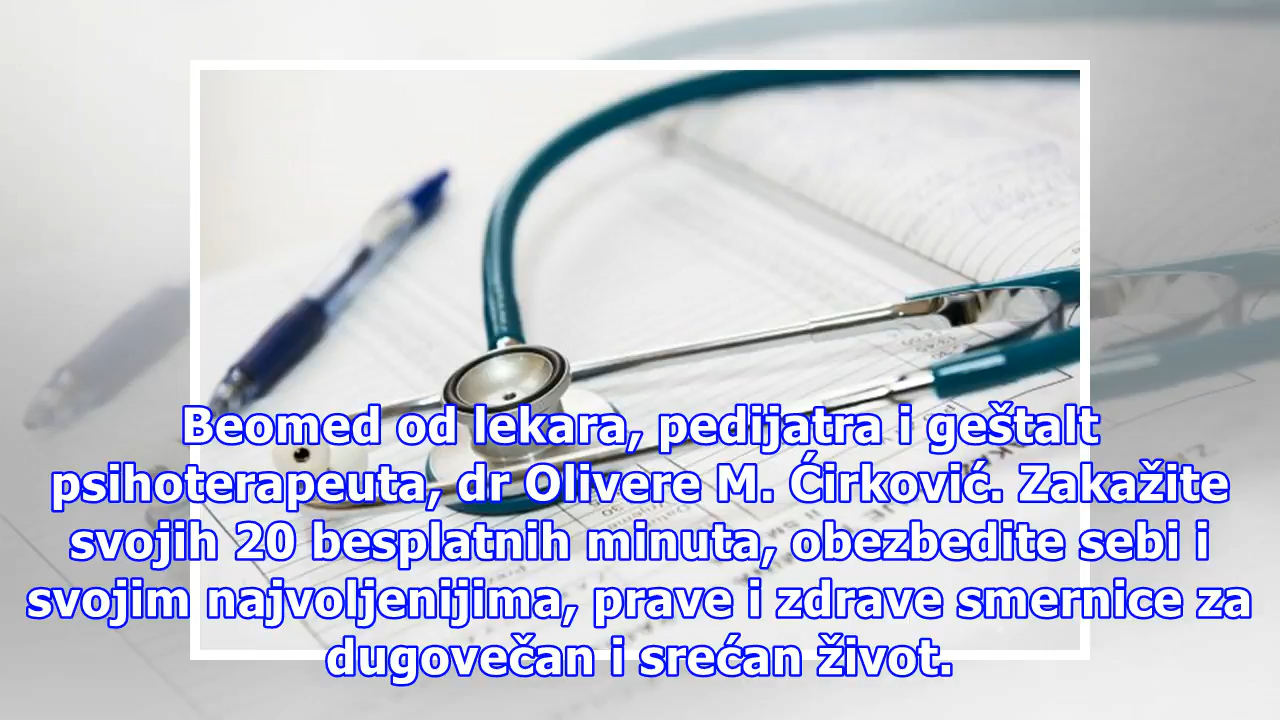 Beomed od lekara, pedijatra i geštalt
psihoterapeuta, dr Olivere M. Ćirković. Zakažite
svojih 20 besplatnih minuta, obezbedite sebi i
svojim najvoljenijima, prave i zdrave smernice za
dugovečan i srećan život.